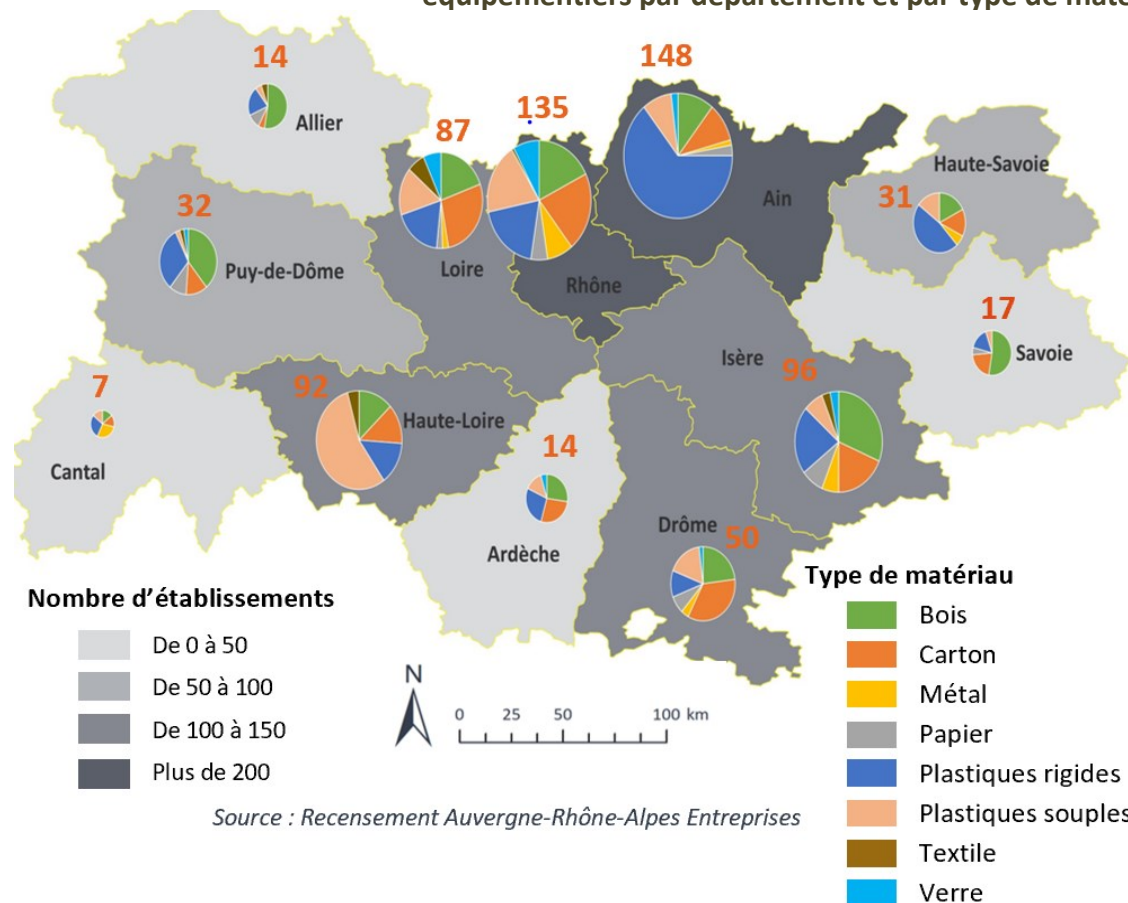 équipementiers par département et par type de maté
14
Allier
148
135
87
Haute-Savoie
31
Ain
32
Puy-de-Dôme
Loire
Rhône
17
Savoie
Isère
96
7
Cantal
92
Haute-Loire
14
Ardèche
Drôme
50
Nombre d'établissements
De 0 à 50
De 50 à 100
De 100 à 150
Plus de 200
N
0 25 50 100 km
Source : Recensement Auvergne-Rhône-Alpes Entreprises
Type de matériau
Bois
Carton
Métal
Papier
Plastiques rigides
Plastiques souples
Textile
Verre